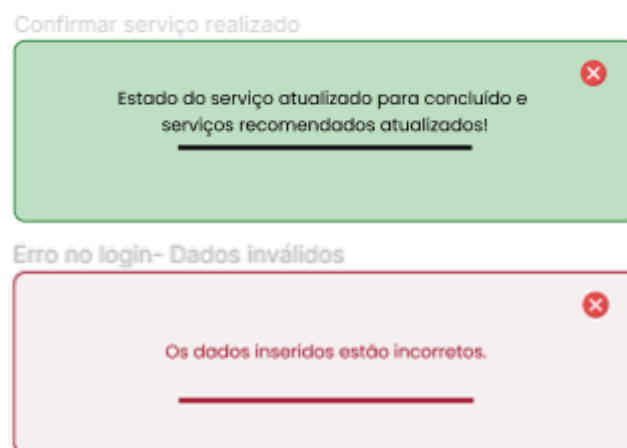 Confirmar serviço realizado
Estado do serviço atualizado para concluído e
serviços recomendados atualizados!
Erro no login- Dados inválidos
Os dados inseridos estão incorretos.